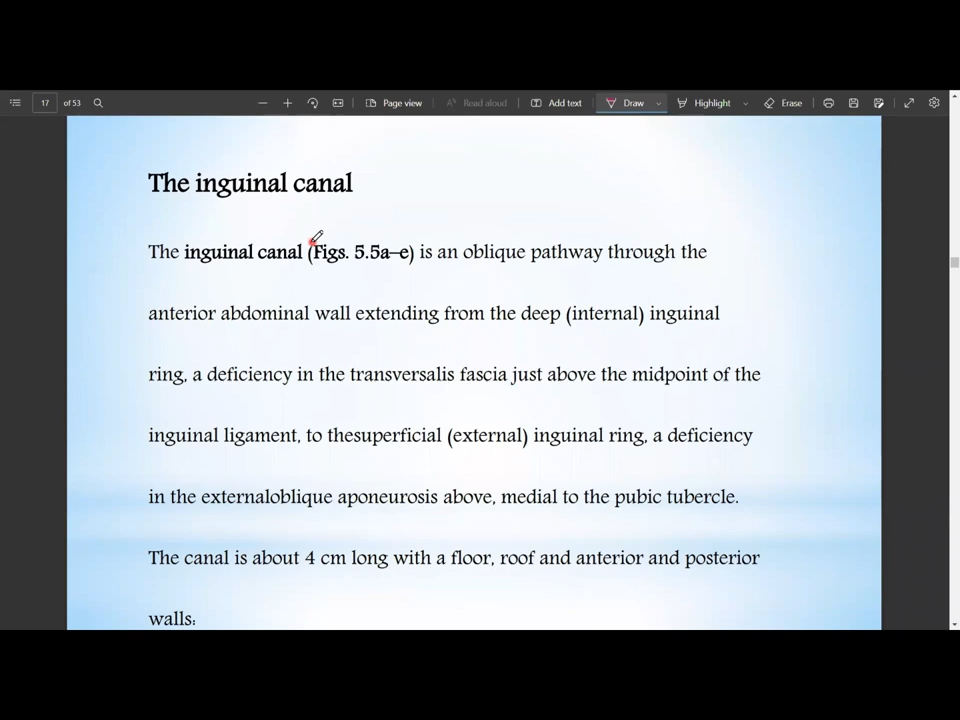 17 of 53 Page view Read aloud Add text Draw Highlight Erase
The inguinal canal
The inguinal canal (Figs. 5.5a–e) is an oblique pathway through the
anterior abdominal wall extending from the deep (internal) inguinal
ring, a deficiency in the transversalis fascia just above the midpoint of the
inguinal ligament, to thesuperficial (external) inguinal ring, a deficiency
in the externaloblique aponeurosis above, medial to the pubic tubercle.
The canal is about 4 cm long with a floor, roof and anterior and posterior
walls: